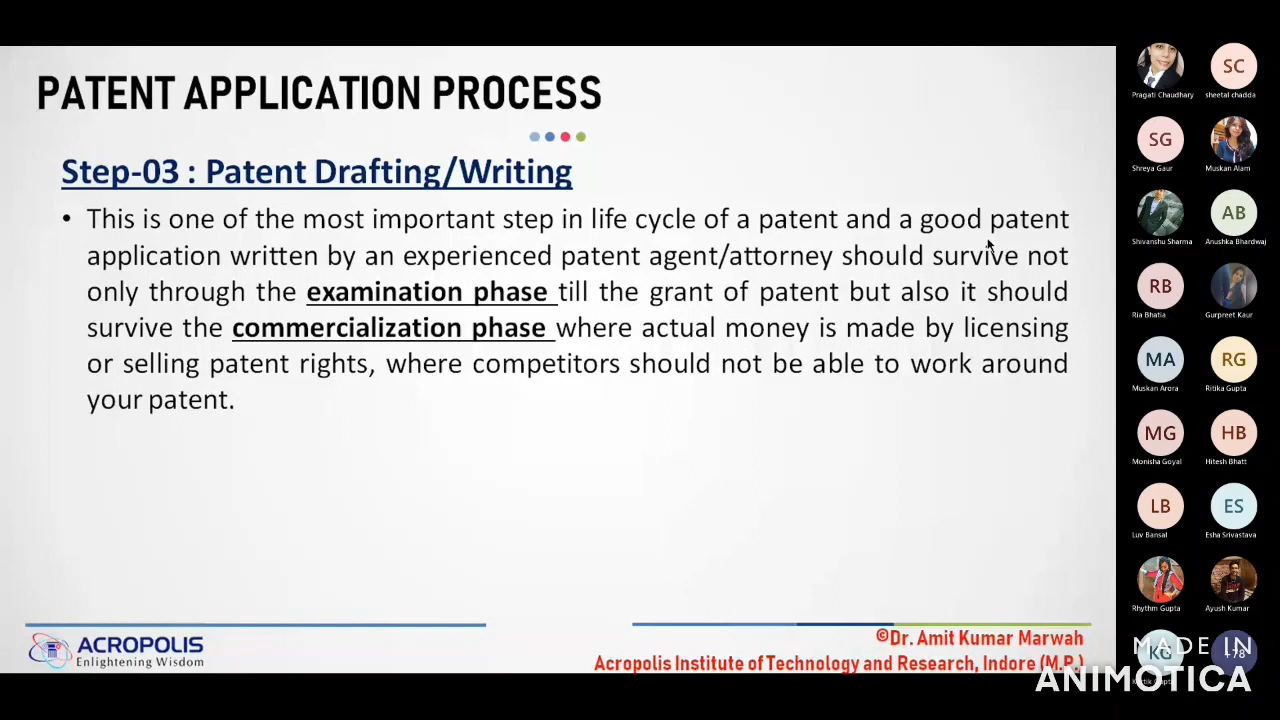 PATENT APPLICATION PROCESS
Step-03 : Patent Drafting/Writing
• This is one of the most important step in life cycle of a patent and a good patent
application written by an experienced patent agent/attorney should survive not
only through the examination phase till the grant of patent but also it should
survive the commercialization phase where actual money is made by licensing
or selling patent rights, where competitors should not be able to work around
your patent.
ACROPOLIS
Enlightening Wisdom
©Dr. Amit Kumar Marwah
Acropolis Institute of Technology and Research, Indore (M.P.)
Pragati Chaudhary
SC
sheetal chadda
SG
Shreya Gaur
Muskan Alam
Shivanshu Sharma
AB
Anushka Bhardwaj
RB
Ria Bhatia
Gurpreet Kaur
MA
Muskan Arora
RG
Ritika Gupta
MG
Monisha Goyal
HB
Hitesh Bhatt
LB
Luv Bansal
ES
Esha Srivastava
Rhythm Gupta
Ayush Kumar
KG
+78
MADE IN
ANIMOTICA